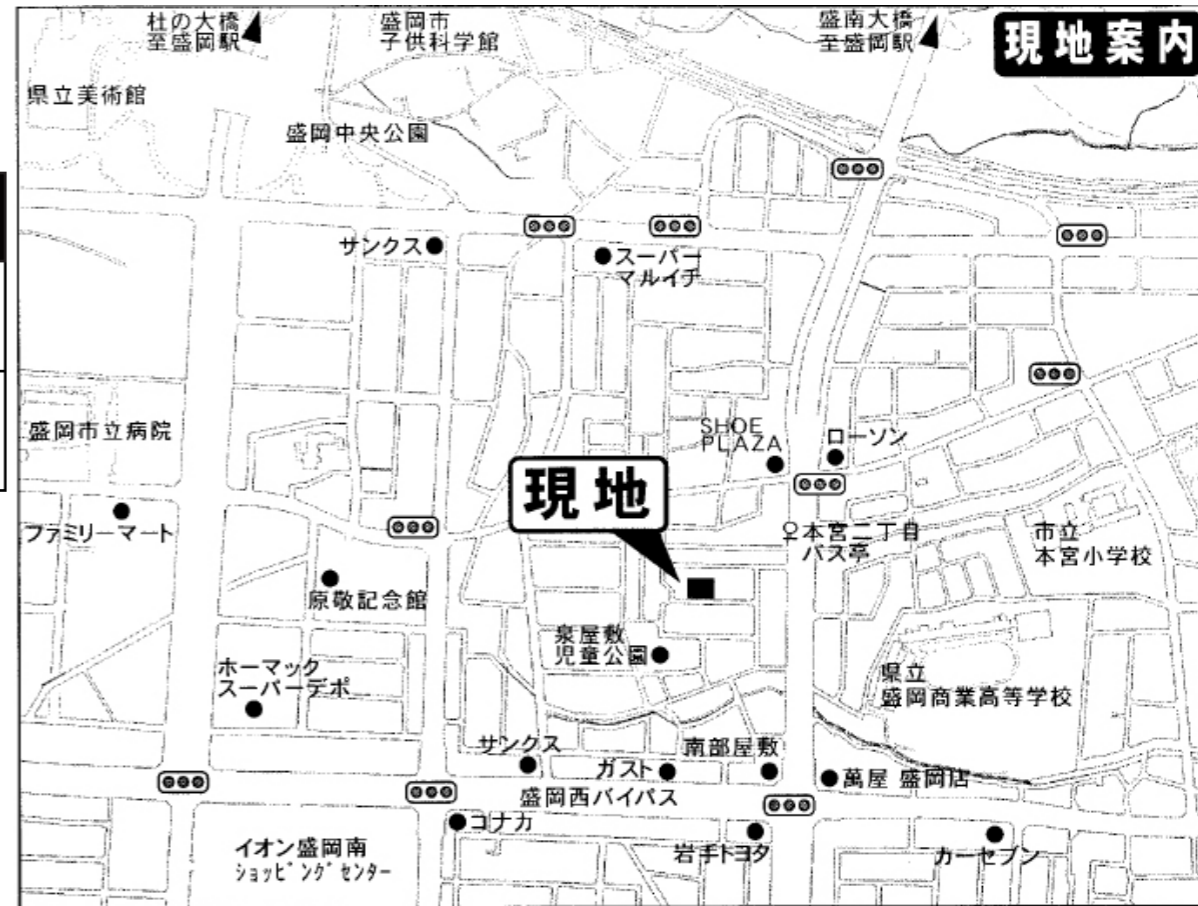 杜の大橋
至盛岡駅
盛岡市
子供科学館
盛南大橋
至盛岡駅
現地案内
県立美術館
盛岡中央公園
サンクス
スーパー
マルイチ
盛岡市立病院
SHOE
PLAZA
ローソン
現地
ファミリーマート
本宮二丁目
バス亭
市立
本宮小学校
原敬記念館
泉屋敷
児童公園
ホーマック
スーパーデポ
県立
盛岡商業高等学校
サンクス
ガスト
南部屋敷
萬屋 盛岡店
盛岡西バイパス
コナカ
岩手トヨタ
カーセブン
イオン盛岡南
ショッピングセンター